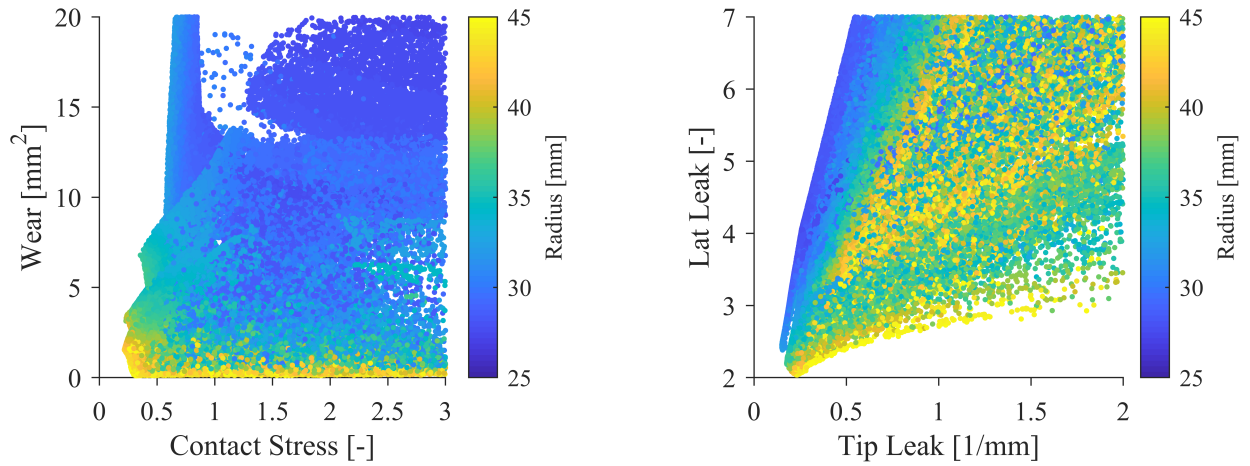 20
15
10
5
0
Wear [mm²]
0 0.5 1 1.5 2 2.5 3
Contact Stress [-]
45
40
35
30
25
Radius [mm]
7
6
5
4
3
2
Lat Leak [-]
0 0.5 1 1.5 2
Tip Leak [1/mm]
45
40
35
30
25
Radius [mm]